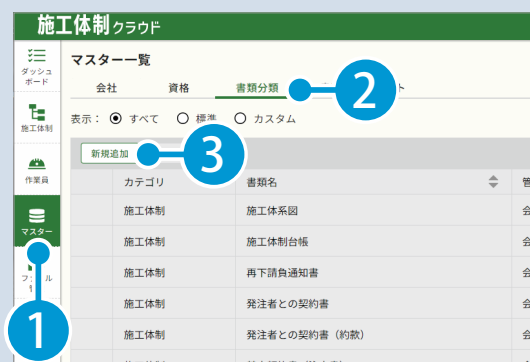 施工体制クラウド
ダッシュ
ボード
施工体制
作業員
マスター
1
マスター一覧
会社 資格 書類分類 2 ト
表示： すべて 標準 カスタム
新規追加 3
カテゴリ 書類名
施工体制 施工体系図 会
施工体制 施工体制台帳 会
施工体制 再下請負通知書 会
施工体制 発注者との契約書 会
施工体制 発注者との契約書（約款） 会